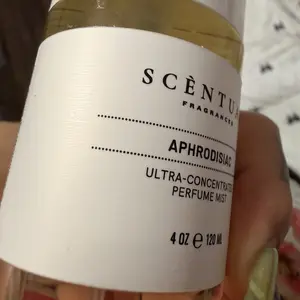 SCÈNTU
FRAGRANCES
APHRODISIAC
ULTRA-CONCENTRATE
PERFUME MIST
4 OZ ℮ 120 ML